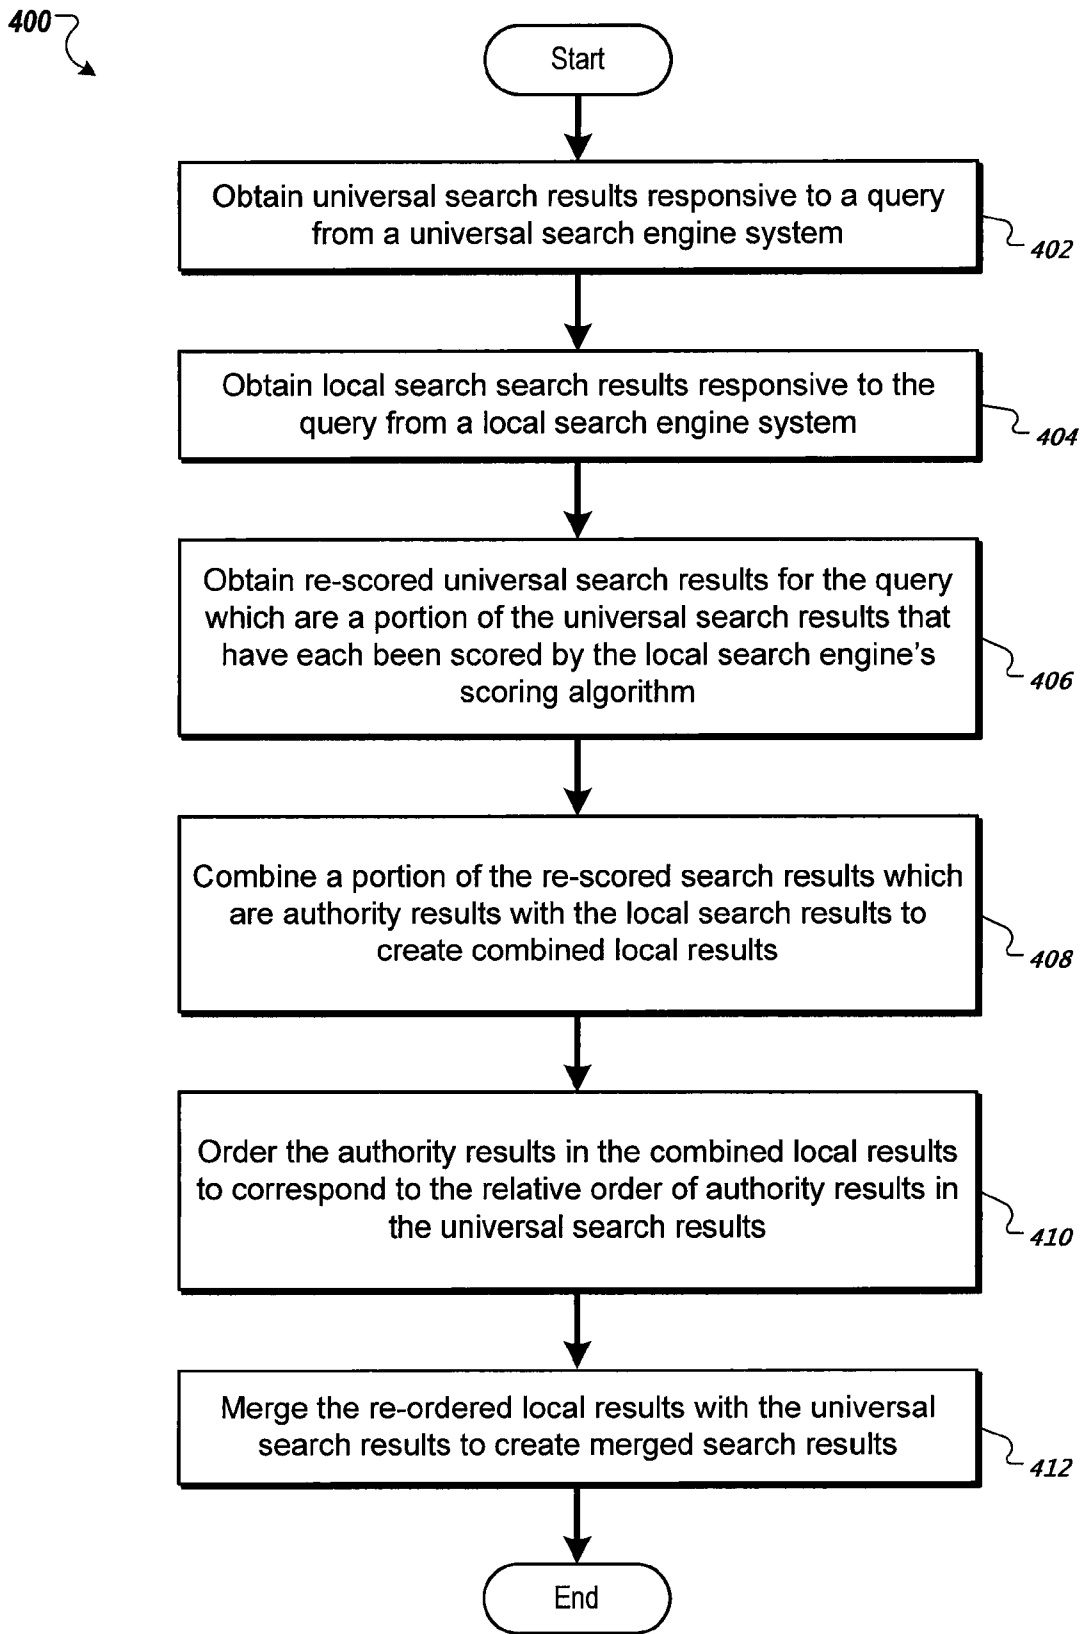 400
Start
Obtain universal search results responsive to a query
from a universal search engine system
402
Obtain local search search results responsive to the
query from a local search engine system
404
Obtain re-scored universal search results for the query
which are a portion of the universal search results that
have each been scored by the local search engine's
scoring algorithm
406
Combine a portion of the re-scored search results which
are authority results with the local search results to
create combined local results
408
Order the authority results in the combined local results
to correspond to the relative order of authority results in
the universal search results
410
Merge the re-ordered local results with the universal
search results to create merged search results
412
End